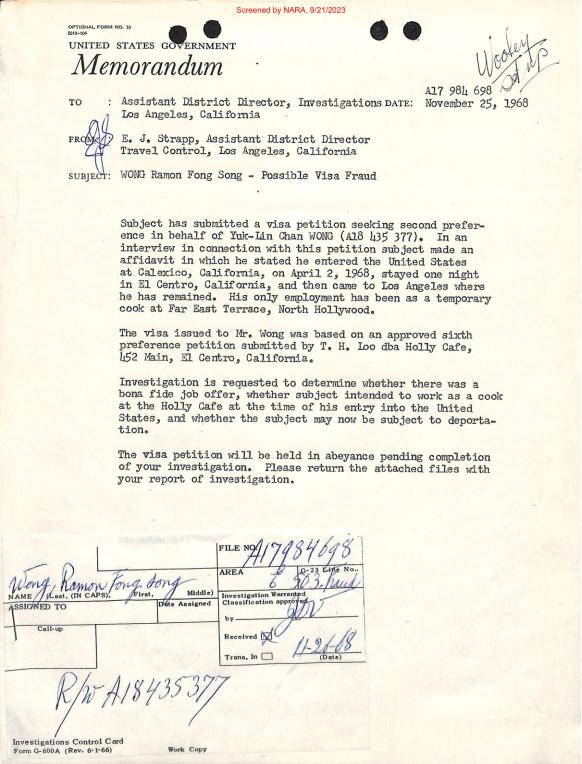 Screened by NARA, 9/21/2023
OPTIONAL FORM NO. 10
5010-104
UNITED STATES GOVERNMENT
Memorandum
Wooley
Set up
A17 984 698
TO : Assistant District Director, Investigations DATE: November 25, 1968
Los Angeles, California
FROM : E. J. Strapp, Assistant District Director
Travel Control, Los Angeles, California
SUBJECT: WONG Ramon Fong Song - Possible Visa Fraud
Subject has submitted a visa petition seeking second prefer-
ence in behalf of Yuk-Lin Chan WONG (A18 435 377). In an
interview in connection with this petition subject made an
affidavit in which he stated he entered the United States
at Calexico, California, on April 2, 1968, stayed one night
in El Centro, California, and then came to Los Angeles where
he has remained. His only employment has been as a temporary
cook at Far East Terrace, North Hollywood.
The visa issued to Mr. Wong was based on an approved sixth
preference petition submitted by T. H. Loo dba Holly Cafe,
452 Main, El Centro, California.
Investigation is requested to determine whether there was a
bona fide job offer, whether subject intended to work as a cook
at the Holly Cafe at the time of his entry into the United
States, and whether the subject may now be subject to deporta-
tion.
The visa petition will be held in abeyance pending completion
of your investigation. Please return the attached files with
your report of investigation.
FILE NO. A17984698
AREA 6 G-23 Line No..
6 20.3 Fraud
Wong, Ramon Fong Song
NAME (Last, (IN CAPS), First, Middle)
ASSIGNED TO Date Assigned
Investigation Warranted
Classification approved
by
Call-up
Received
Trans. In 11-26-68
(Date)
R/w A18435377
Investigations Control Card
Form G-600A (Rev. 6-1-66) Work Copy